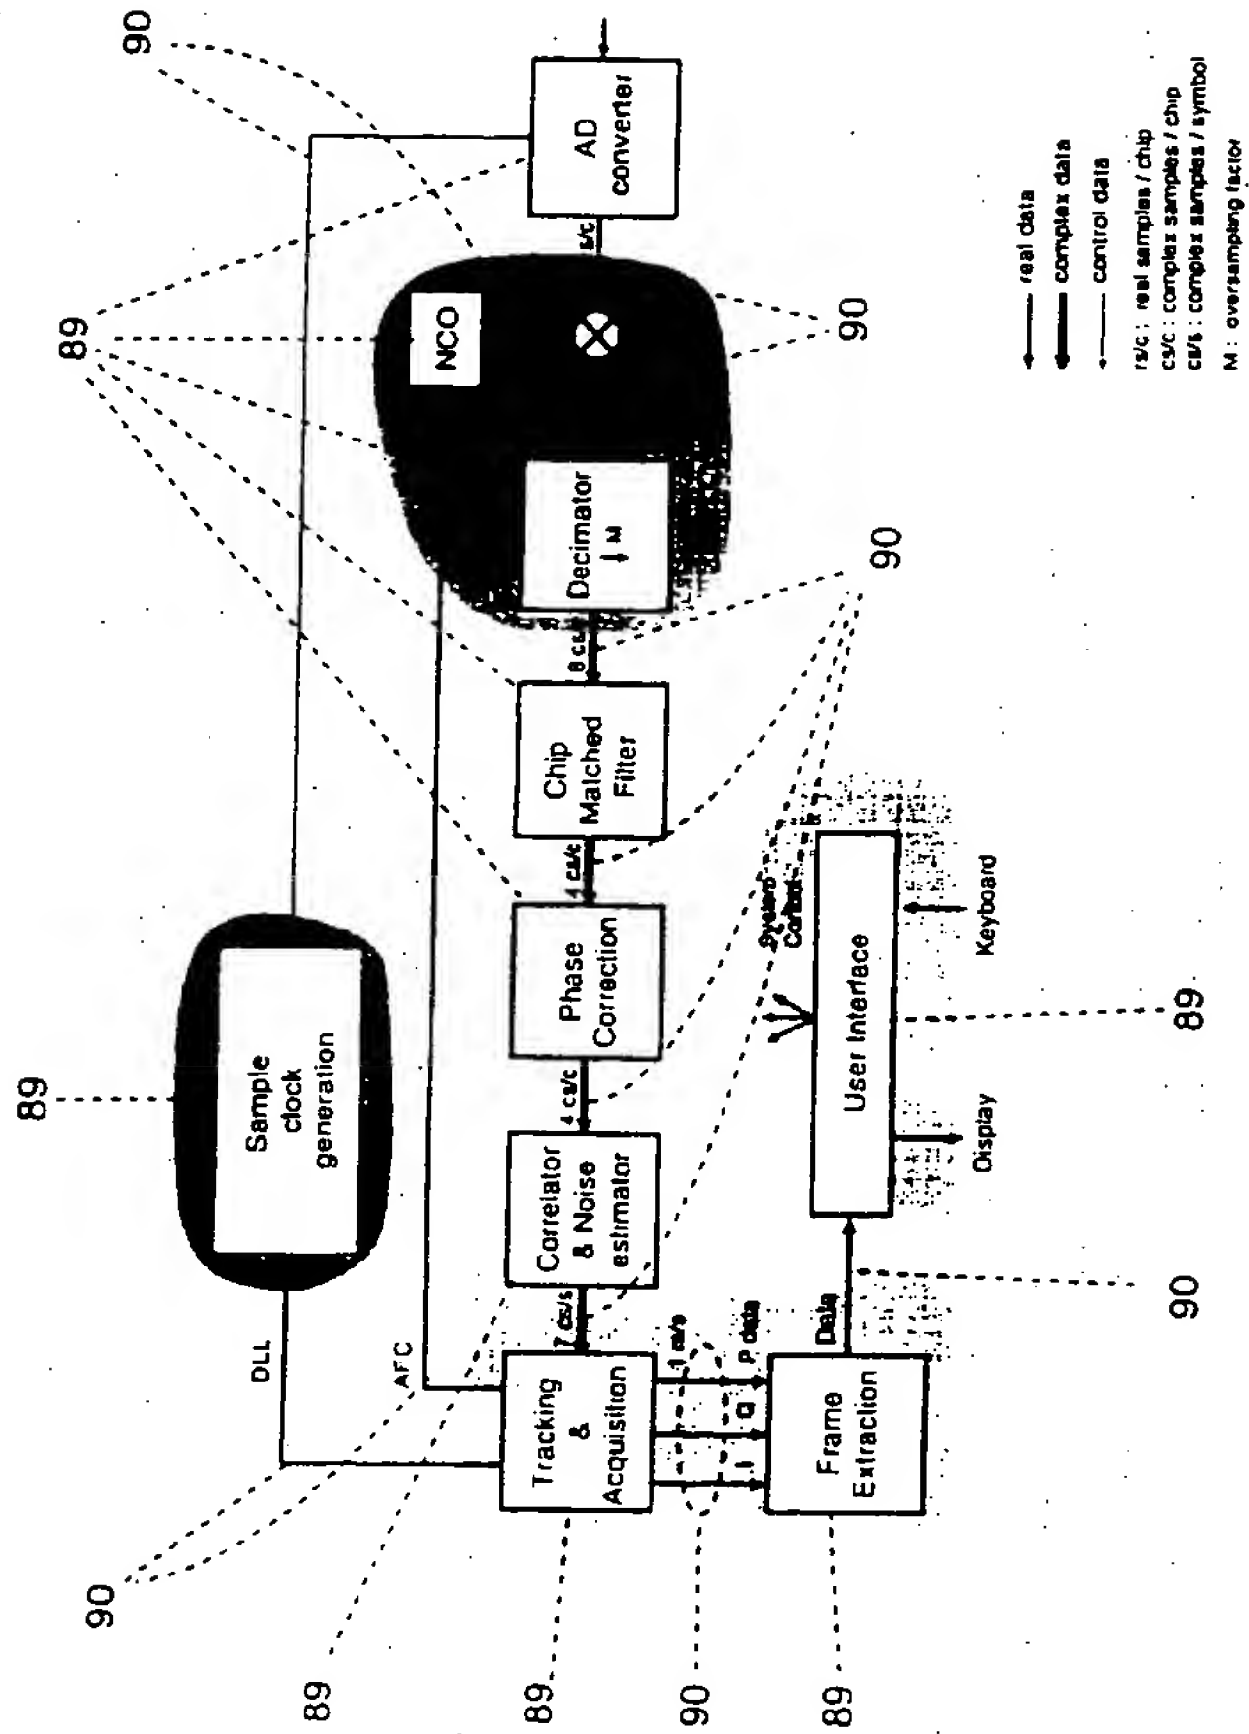 90
89
89
90
AD
converter
s/c
NCO
90
Decimator
M
8 cs/
Chip
Matched
Filter
4 cs/c
Phase
Correction
4 cs/c
Correlator
& Noise
estimator
7 cs/s
Tracking
&
Acquisition
DLL
AFC
Sample
clock
generation
90
90
89
89
90
89
I
Q
P data
1 cs/s
Frame
Extraction
Data
User Interface
System
Control
Display
Keyboard
89
90
real data
complex data
control data
rs/c : real samples / chip
cs/c : complex samples / chip
cs/s : complex samples / symbol
M : oversampling factor